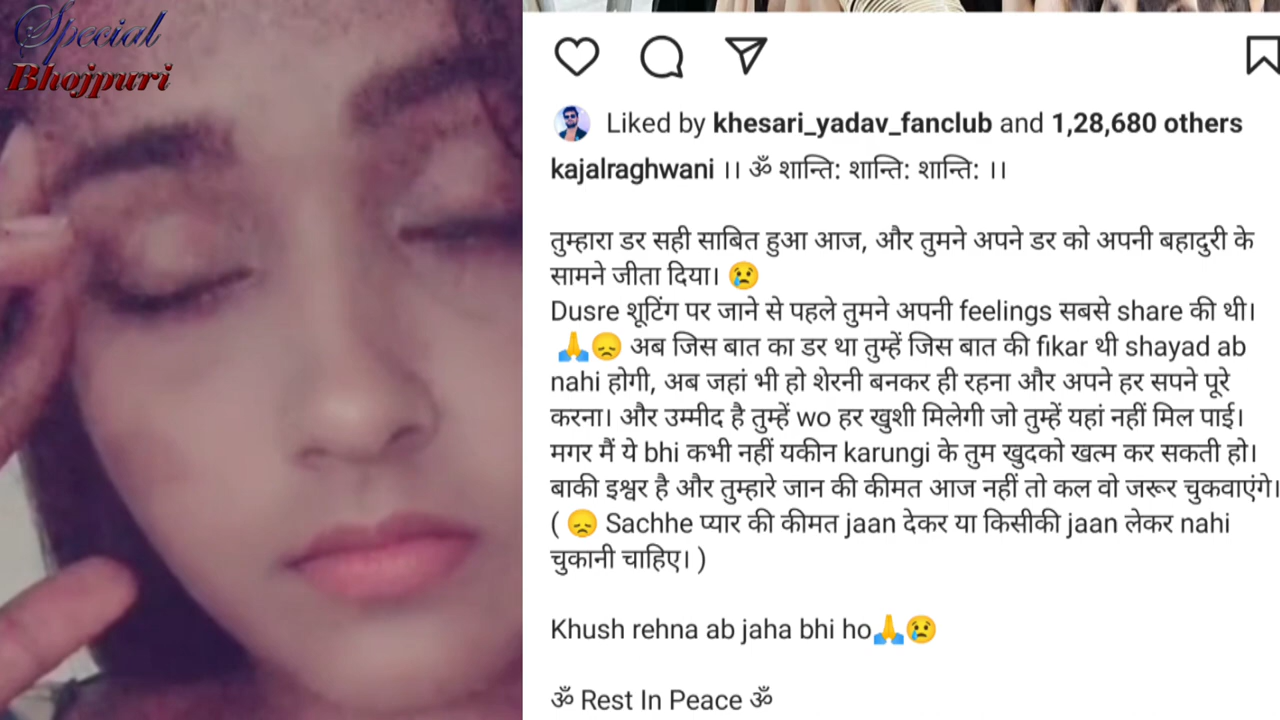 Special
Bhojpuri
Liked by khesari_yadav_fanclub and 1,28,680 others
kajalraghwani ।। ॐ शान्ति: शान्ति: शान्ति: ।।
तुम्हारा डर सही साबित हुआ आज, और तुमने अपने डर को अपनी बहादुरी के
सामने जीता दिया। 😢
Dusre शूटिंग पर जाने से पहले तुमने अपनी feelings सबसे share की थी।
🙏😞 अब जिस बात का डर था तुम्हें जिस बात की fikar थी shayad ab
nahi होगी, अब जहां भी हो शेरनी बनकर ही रहना और अपने हर सपने पूरे
करना। और उम्मीद है तुम्हें wo हर खुशी मिलेगी जो तुम्हें यहां नहीं मिल पाई।
मगर मैं ये bhi कभी नहीं यकीन karungi के तुम खुदको खत्म कर सकती हो।
बाकी इश्वर है और तुम्हारे जान की कीमत आज नहीं तो कल वो जरूर चुकवाएंगे।
( 😞 Sachhe प्यार की कीमत jaan देकर या किसीकी jaan लेकर nahi
चुकानी चाहिए। )
Khush rehna ab jaha bhi ho🙏😢
ॐ Rest In Peace ॐ